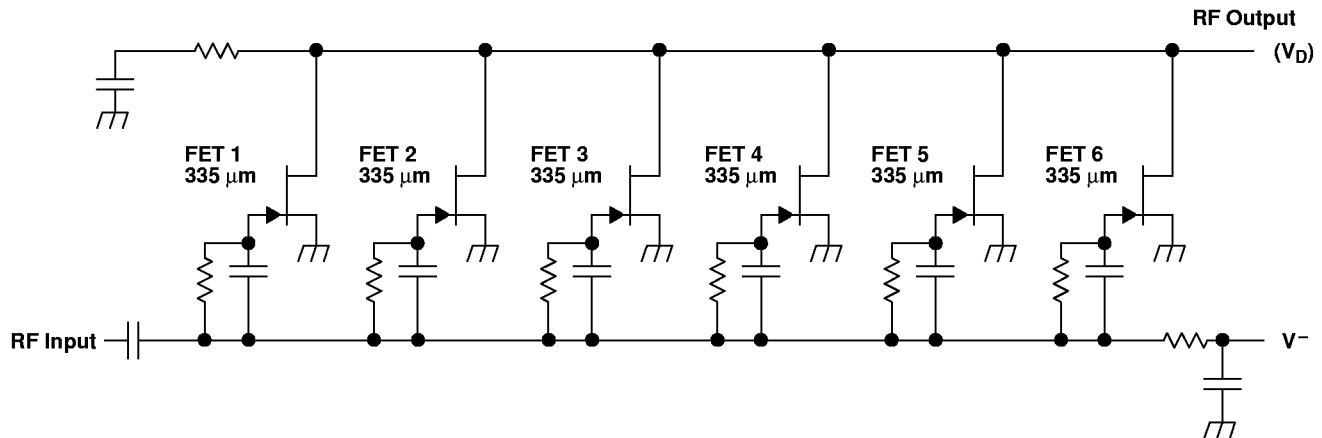 RF Output
(VD)
FET 1
335 μm
FET 2
335 μm
FET 3
335 μm
FET 4
335 μm
FET 5
335 μm
FET 6
335 μm
RF Input
V–